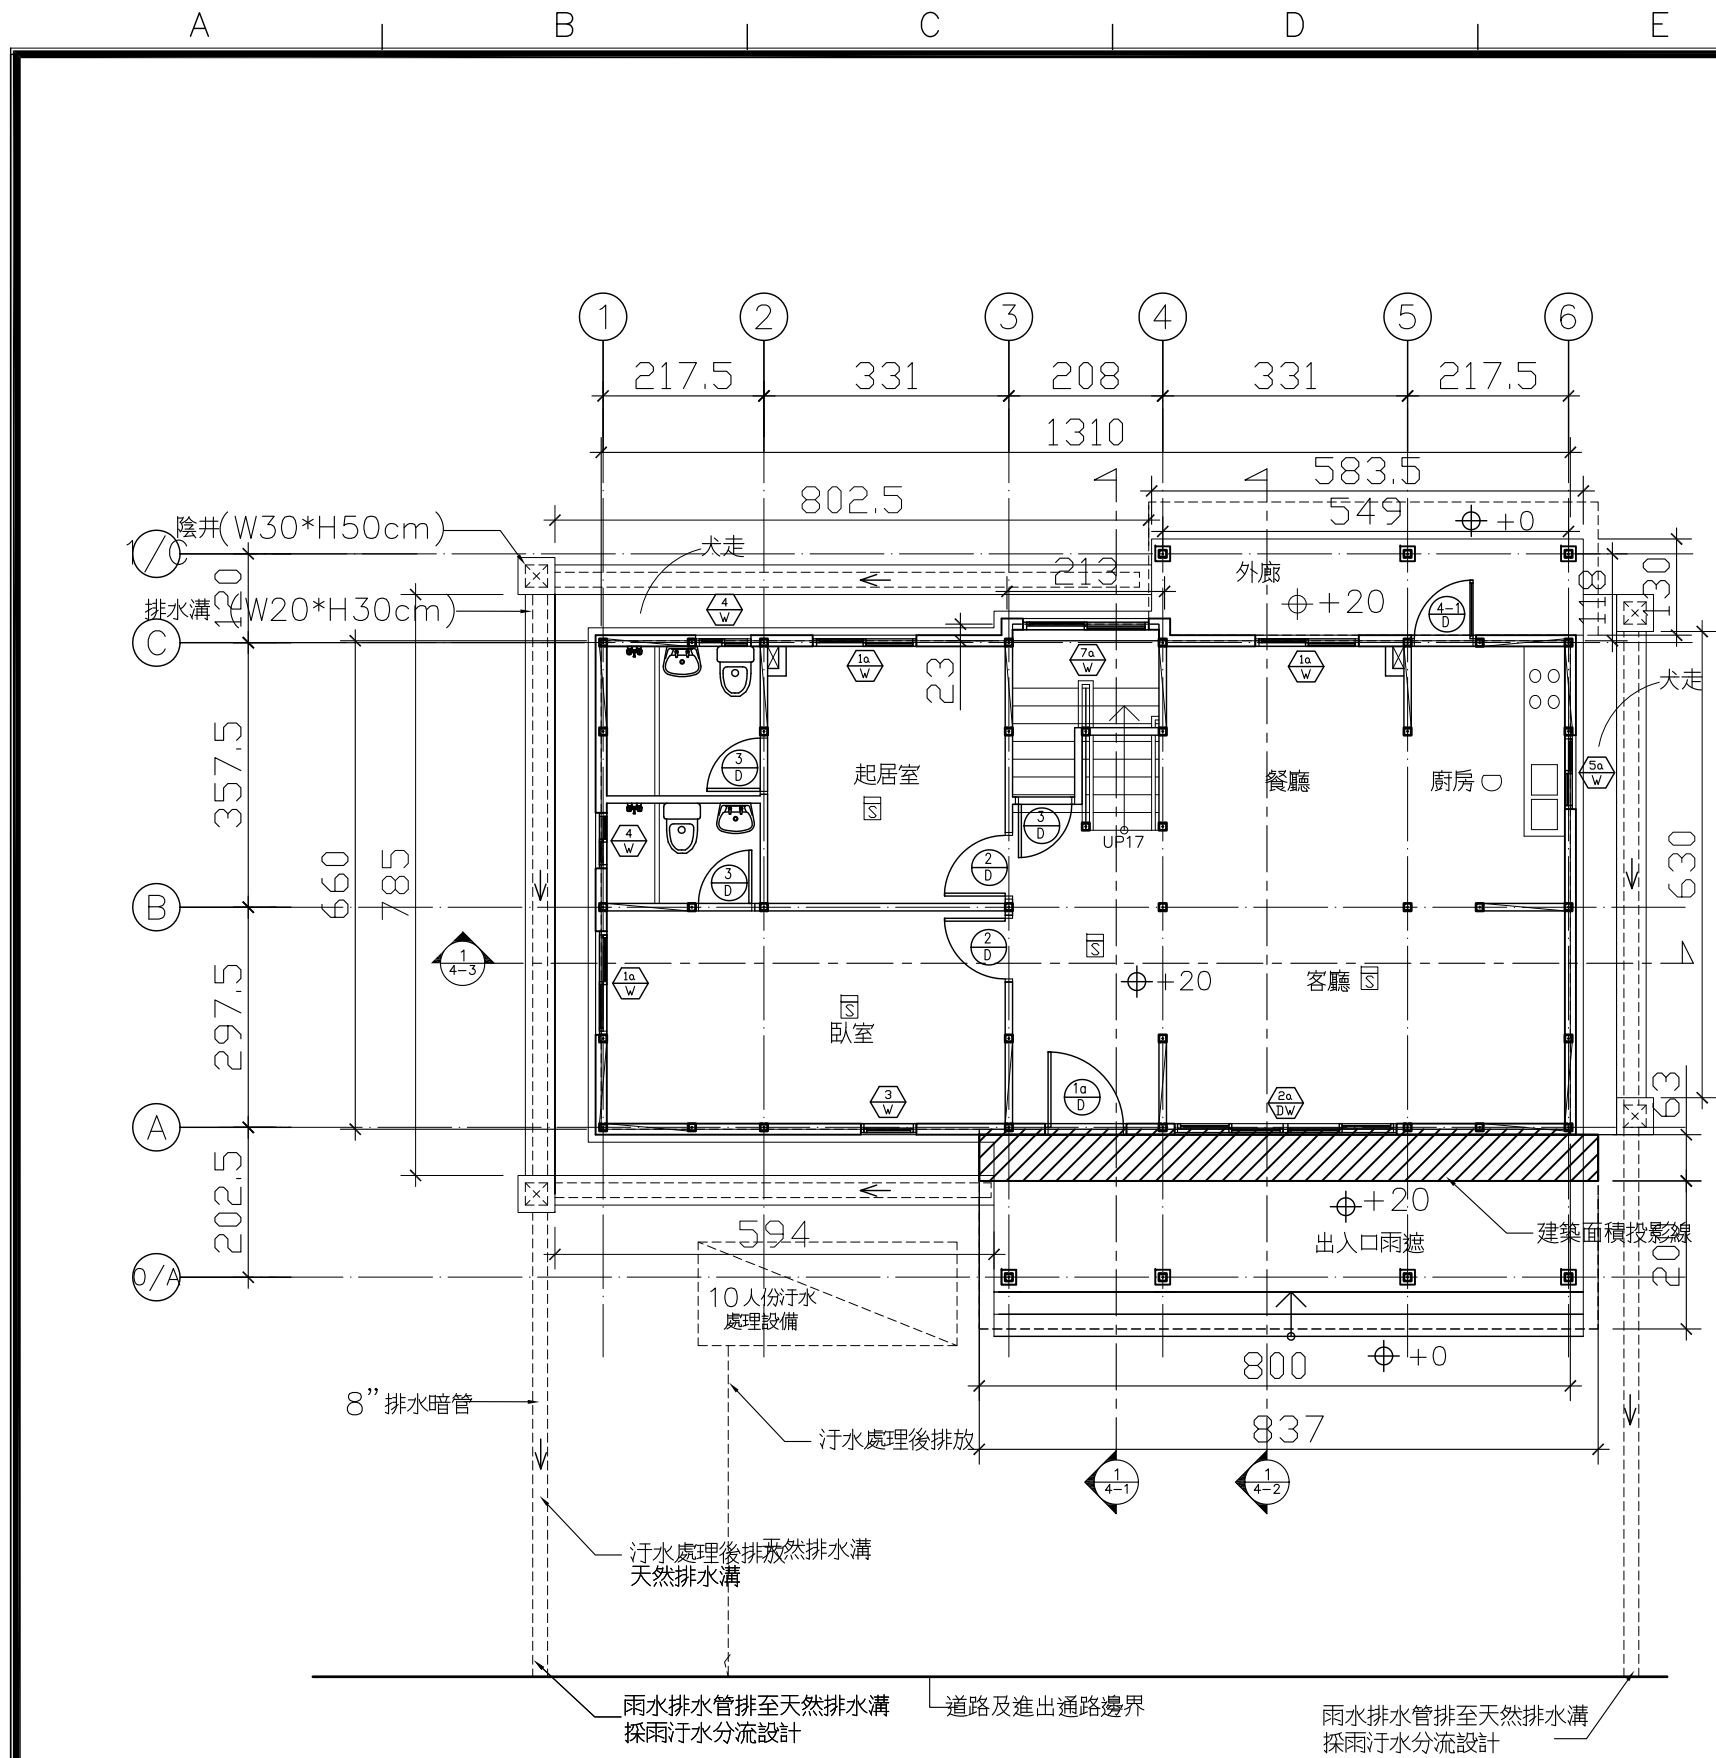 A B C D E
1 2 3 4 5 6
217.5 331 208 331 217.5
1310
583.5
802.5
549
+0
陰井(W30*H50cm)
1/C
犬走
213
外廊
120
118
130
+20
排水溝 (W20*H30cm)
4
W
4-1
D
C
1a
W
7a
W
1a
W
23
犬走
357.5
3
D
起居室
S
餐廳
廚房
5a
W
4
W
3
D
UP17
660
785
630
2
D
3
D
B
2
D
S
1
4-3
1a
W
+20
客廳 S
S
臥室
297.5
3
W
1a
D
2a
DW
63
A
202.5
+20
594
出入口雨遮
建築面積投影線
0/A
10人份汙水
處理設備
+0
800
8” 排水暗管
837
汙水處理後排放
1
4-1
1
4-2
汙水處理後排放
天然排水溝
天然排水溝
雨水排水管排至天然排水溝
採雨汙水分流設計
道路及進出通路邊界
雨水排水管排至天然排水溝
採雨汙水分流設計